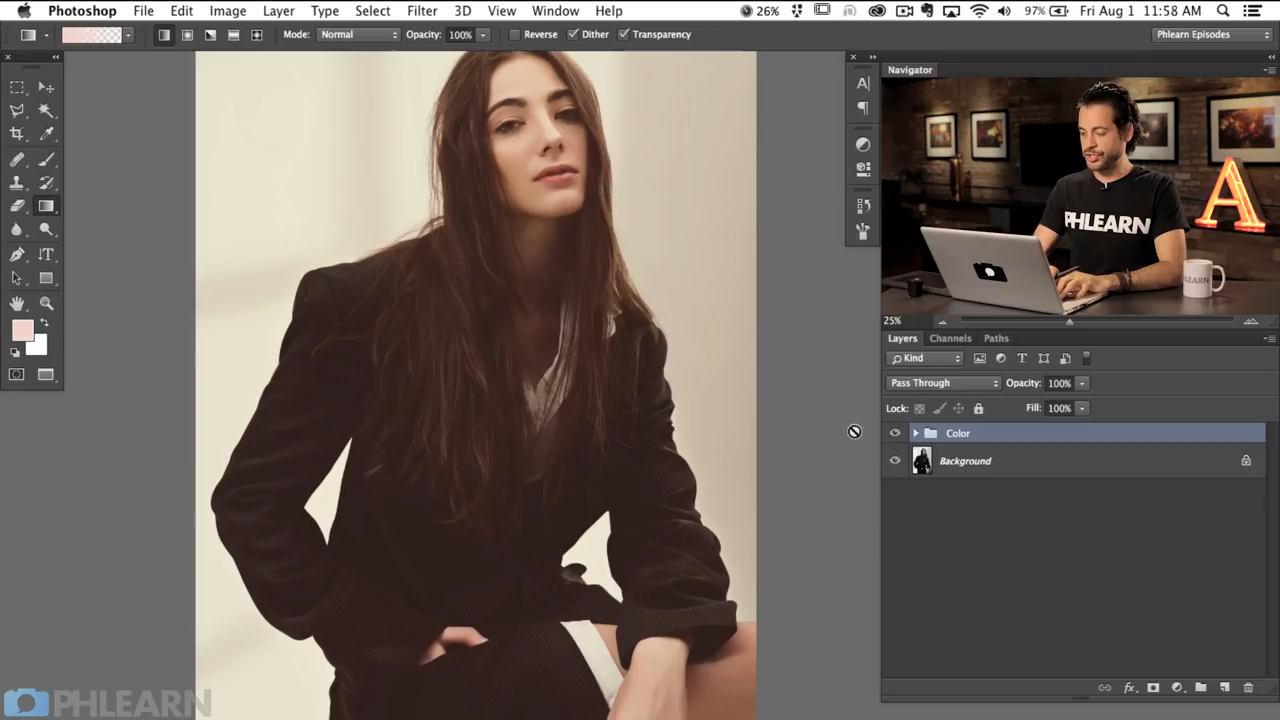 Photoshop File Edit Image Layer Type Select Filter 3D View Window Help 26% 97% Fri Aug 1 11:58 AM
Mode: Normal Opacity: 100% Reverse Dither Transparency Phlearn Episodes
Navigator
A
PHLEARN
25%
Layers Channels Paths
Kind
Pass Through Opacity: 100%
Lock: Fill: 100%
Color
Background
PHLEARN